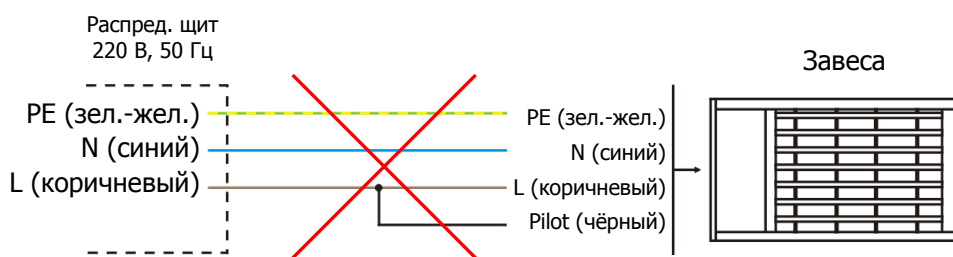 Распред. щит
220 В, 50 Гц
Завеса
PE (зел.-жел.)
N (синий)
L (коричневый)
PE (зел.-жел.)
N (синий)
L (коричневый)
Pilot (чёрный)